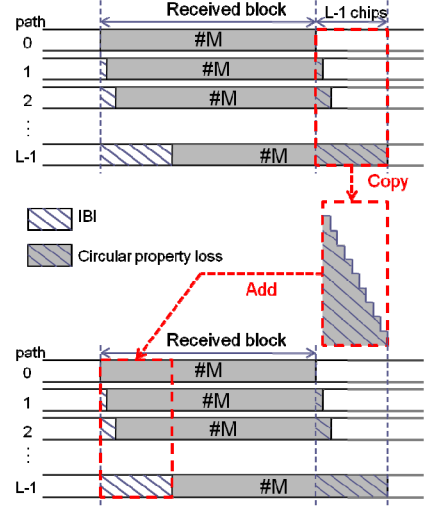 Received block
L-1 chips
path
0
#M
1
#M
2
#M
⋮
L-1
#M
Copy
IBI
Circular property loss
Add
Received block
path
0
#M
1
#M
2
#M
⋮
L-1
#M